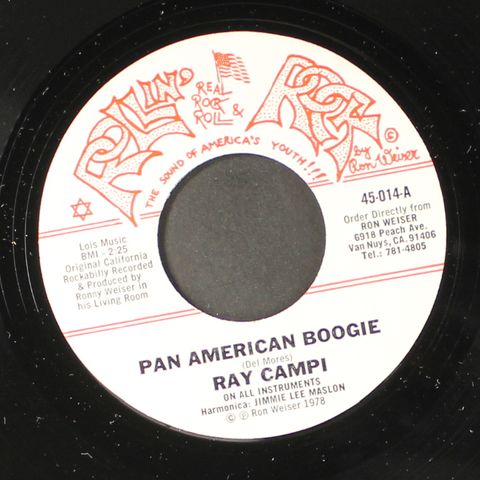 ROLLIN'
REAL
ROCK
&
ROLL
ROCK
by
Ron Weiser
©
THE SOUND OF AMERICA'S YOUTH!!!!
45-014-A
Order Directly from
RON WEISER
6918 Peach Ave.
Van Nuys, CA. 91406
Tel.: 781-4805
Lois Music
BMI - 2:25
Original California
Rockabilly Recorded
& Produced by
Ronny Weiser in
his Living Room
PAN AMERICAN BOOGIE
(Del Mores)
RAY CAMPI
ON ALL INSTRUMENTS
Harmonica: JIMMIE LEE MASLON
© ℗ Ron Weiser 1978